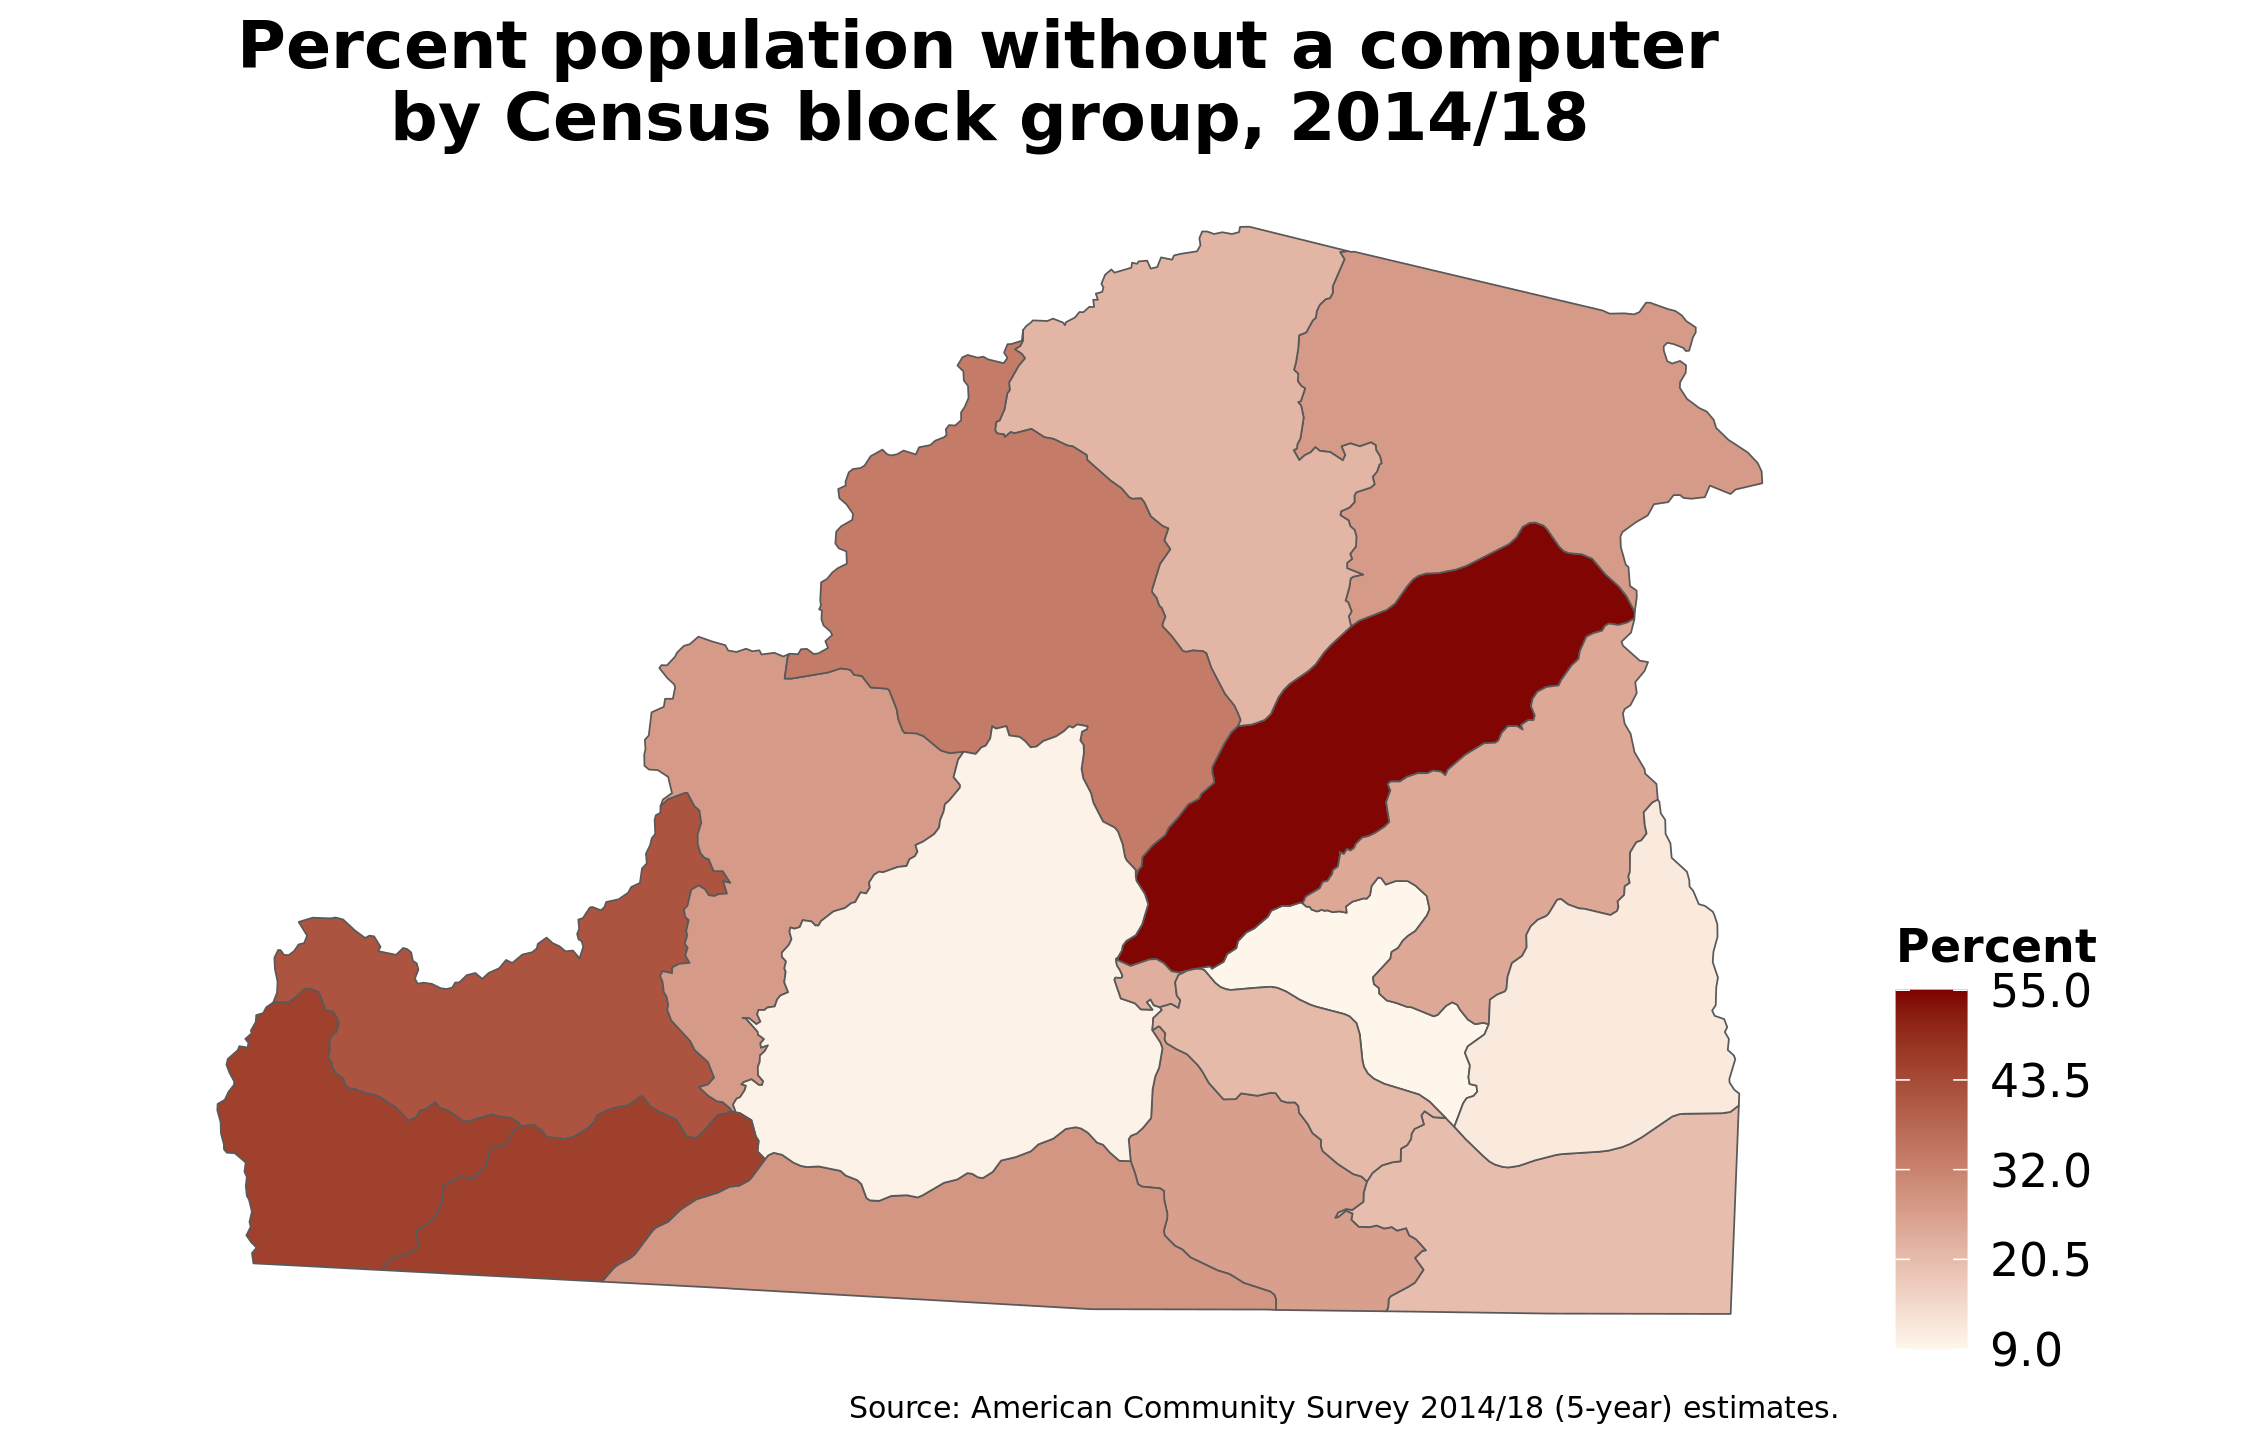 Percent population without a computer
by Census block group, 2014/18
Percent
55.0
43.5
32.0
20.5
9.0
Source: American Community Survey 2014/18 (5-year) estimates.